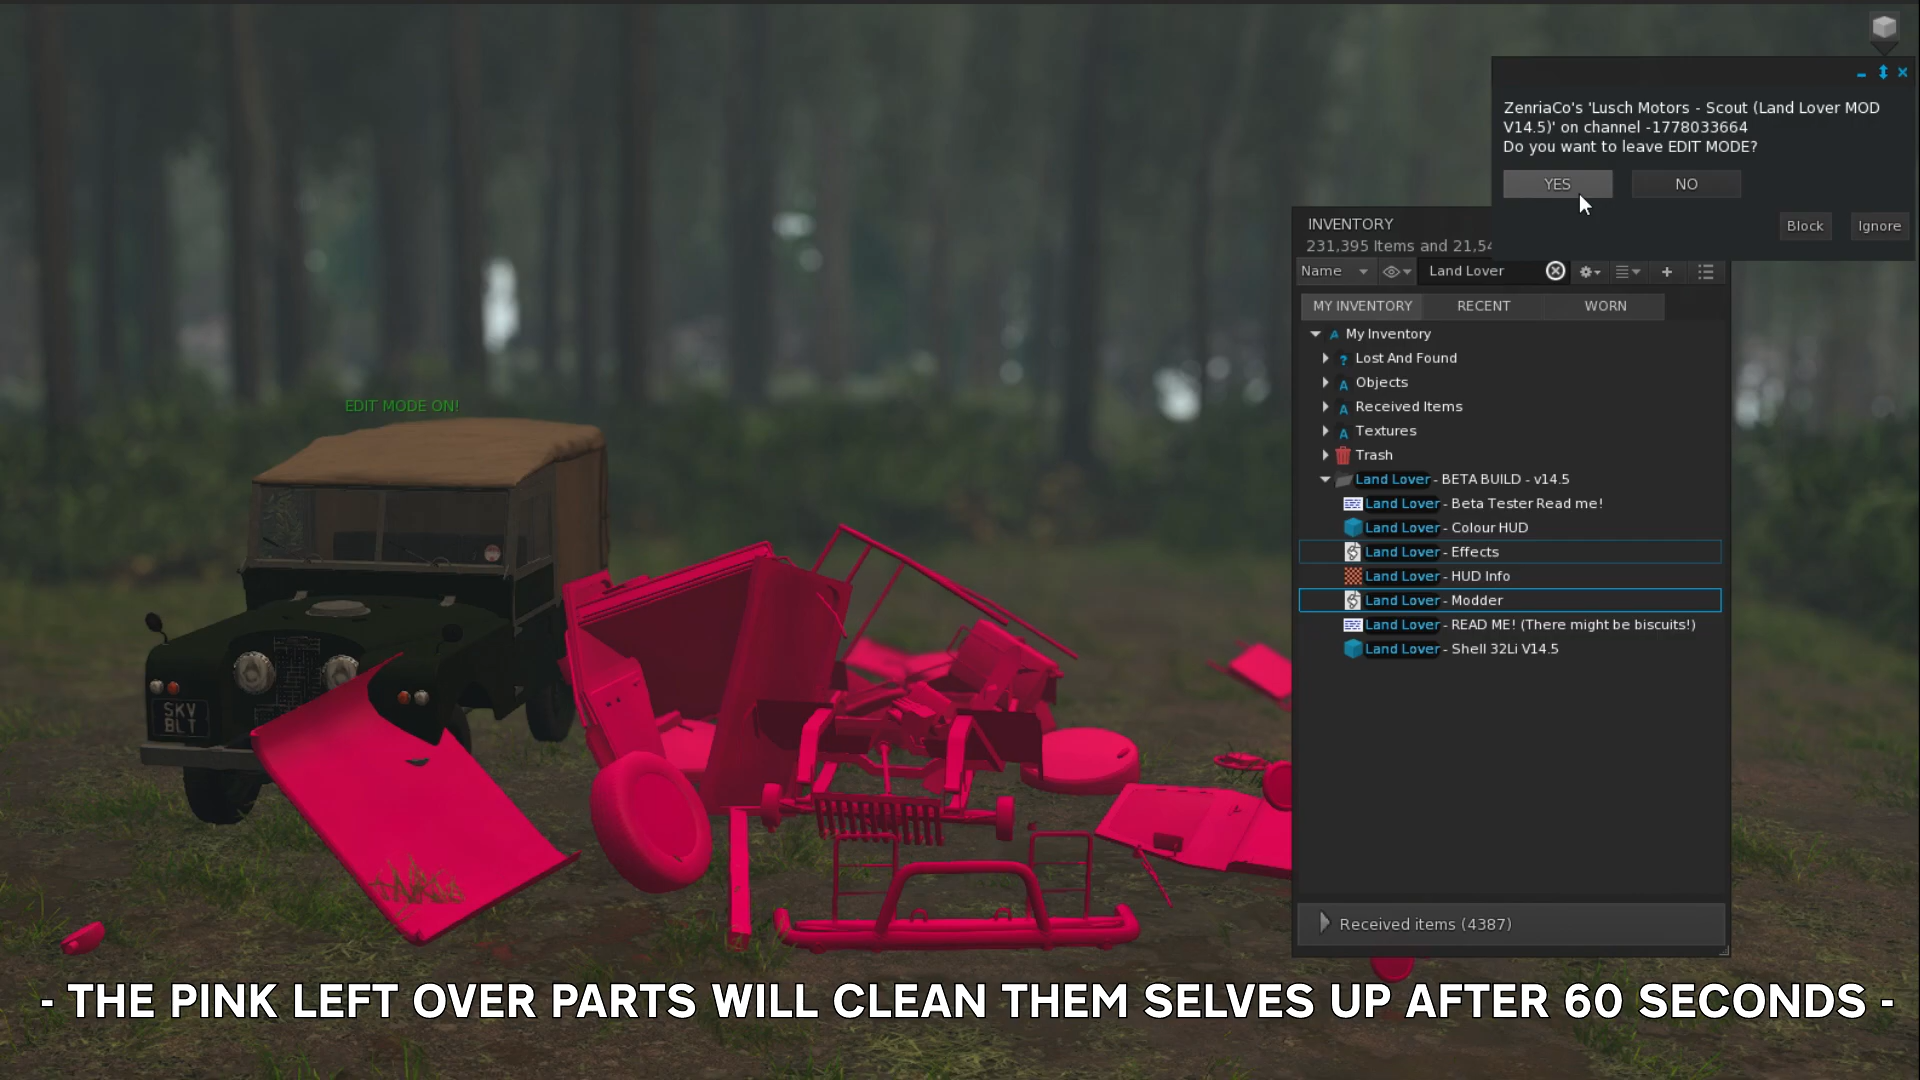 ZenriaCo's 'Lusch Motors - Scout (Land Lover MOD
V14.5)' on channel -1778033664
Do you want to leave EDIT MODE?
YES
NO
Block
Ignore
INVENTORY
231,395 Items and 21,54
Name
Land Lover
MY INVENTORY
RECENT
WORN
My Inventory
Lost And Found
Objects
Received Items
Textures
Trash
Land Lover - BETA BUILD - v14.5
Land Lover - Beta Tester Read me!
Land Lover - Colour HUD
Land Lover - Effects
Land Lover - HUD Info
Land Lover - Modder
Land Lover - READ ME! (There might be biscuits!)
Land Lover - Shell 32Li V14.5
Received items (4387)
EDIT MODE ON!
SKV
BLT
- THE PINK LEFT OVER PARTS WILL CLEAN THEM SELVES UP AFTER 60 SECONDS -